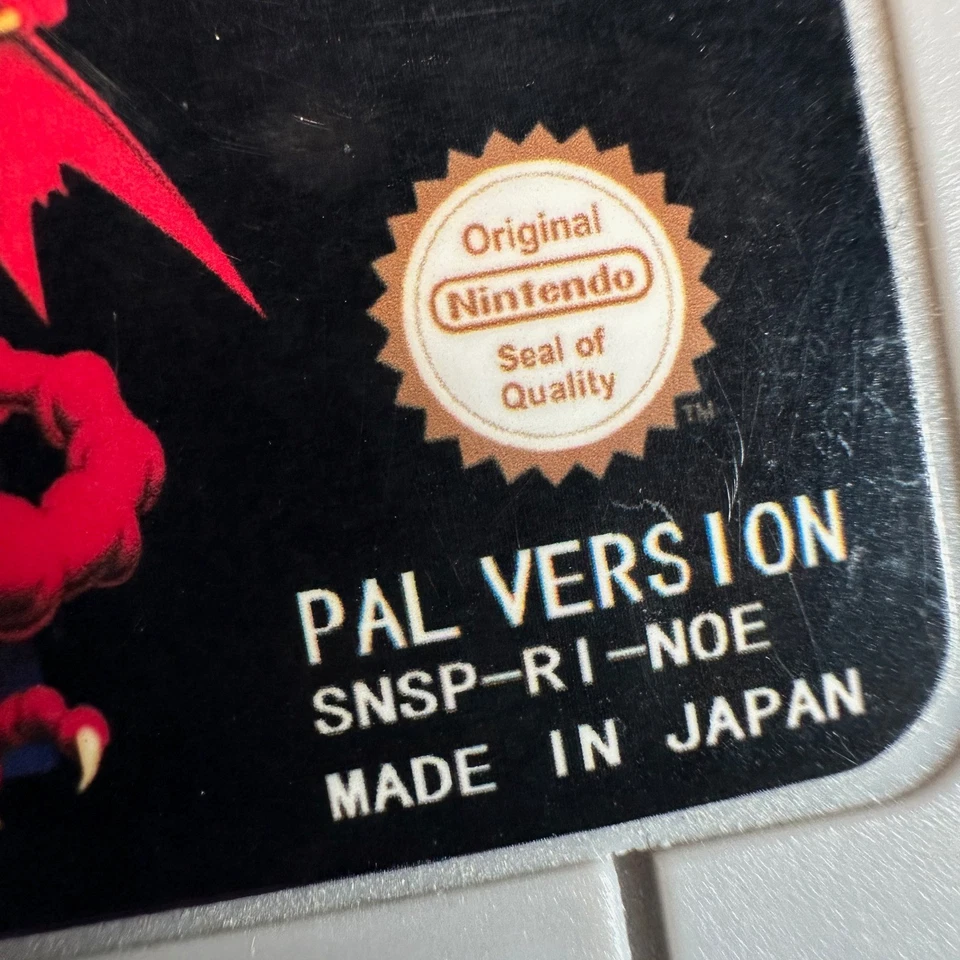 Original
Nintendo
Seal of
Quality
TM
PAL VERSION
SNSP-RI-NOE
MADE IN JAPAN